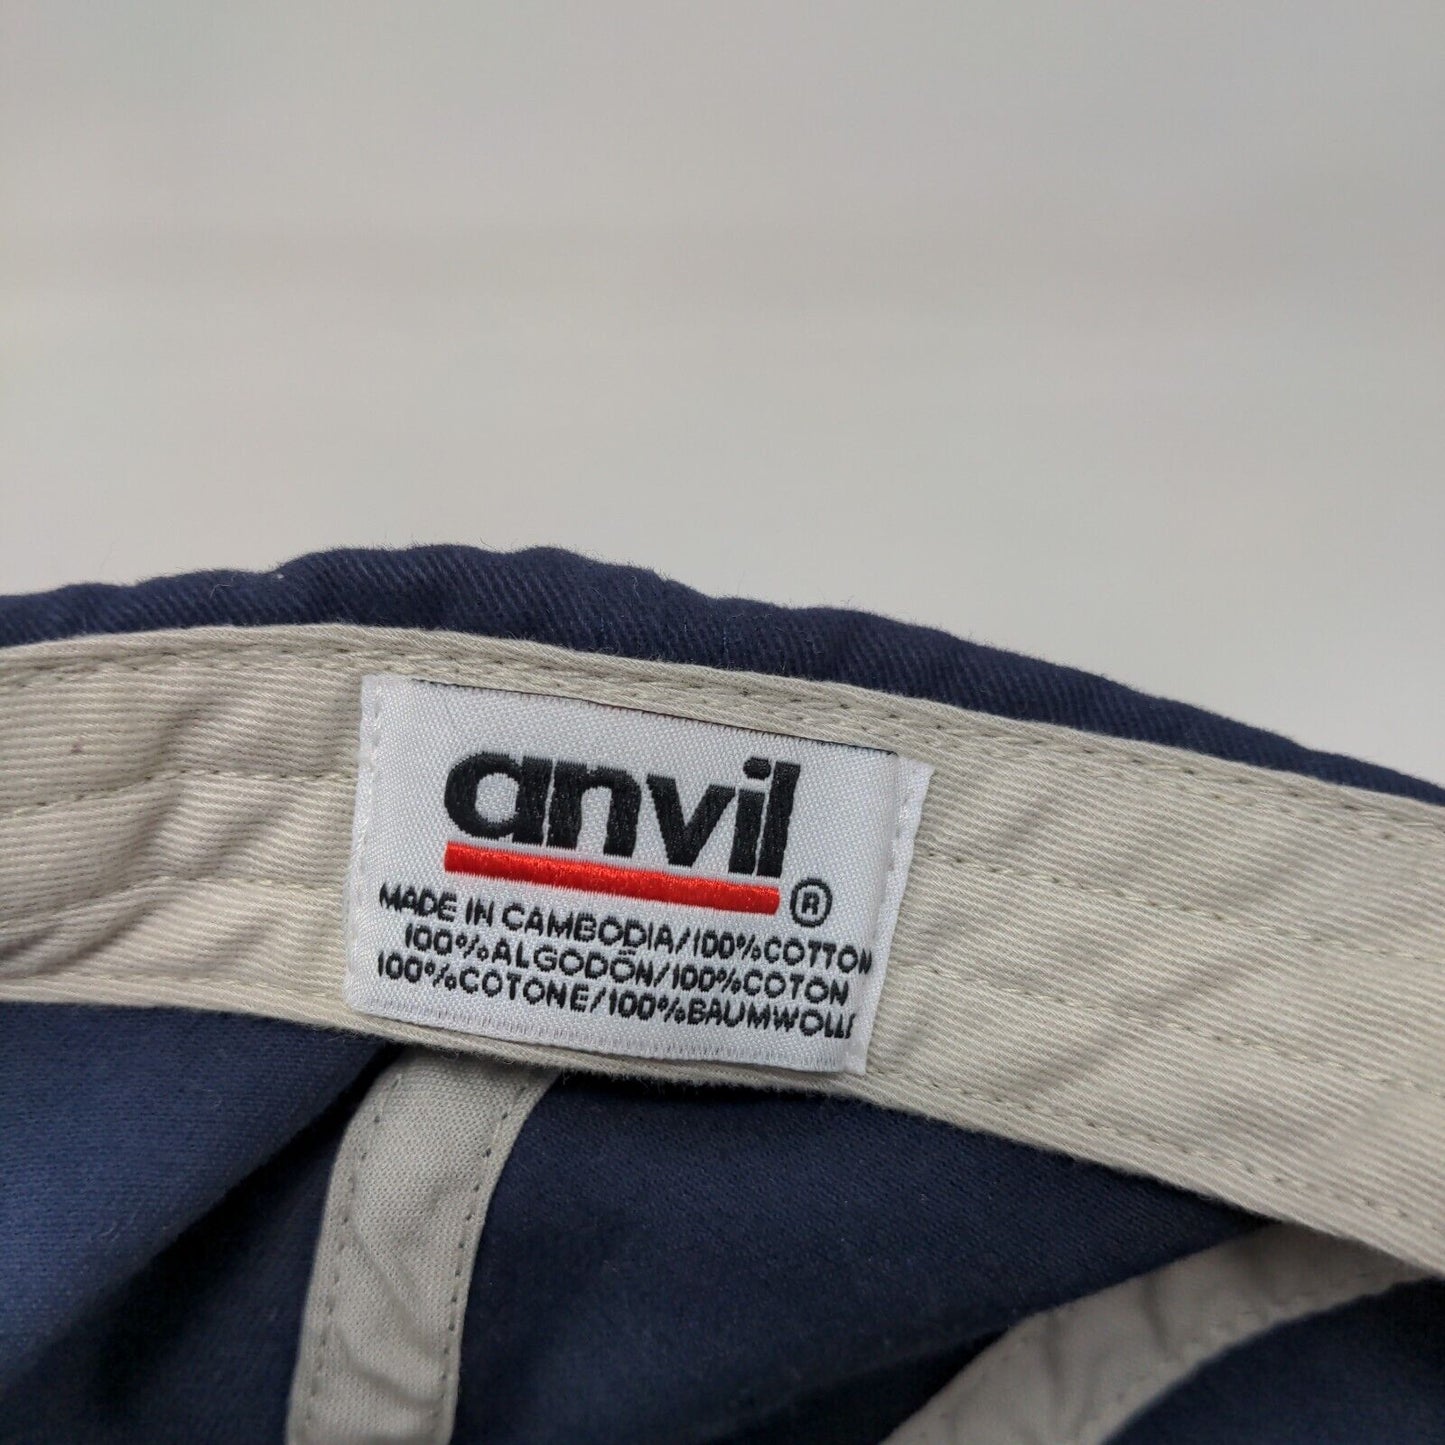 anvil
®
MADE IN CAMBODIA/100%COTTON
100%ALGODÓN/100%COTON
100%COTONE/100%BAUMWOLLE